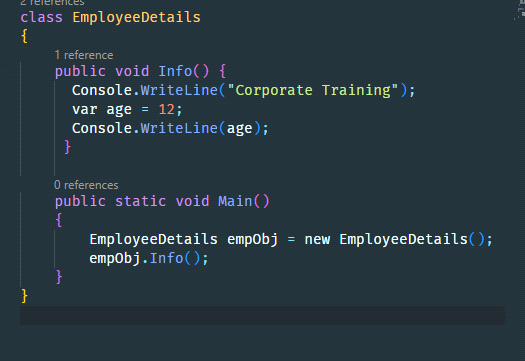 2 references
class EmployeeDetails
{
1 reference
public void Info() {
Console.WriteLine("Corporate Training");
var age = 12;
Console.WriteLine(age);
}
0 references
public static void Main()
{
EmployeeDetails empObj = new EmployeeDetails();
empObj.Info();
}
}